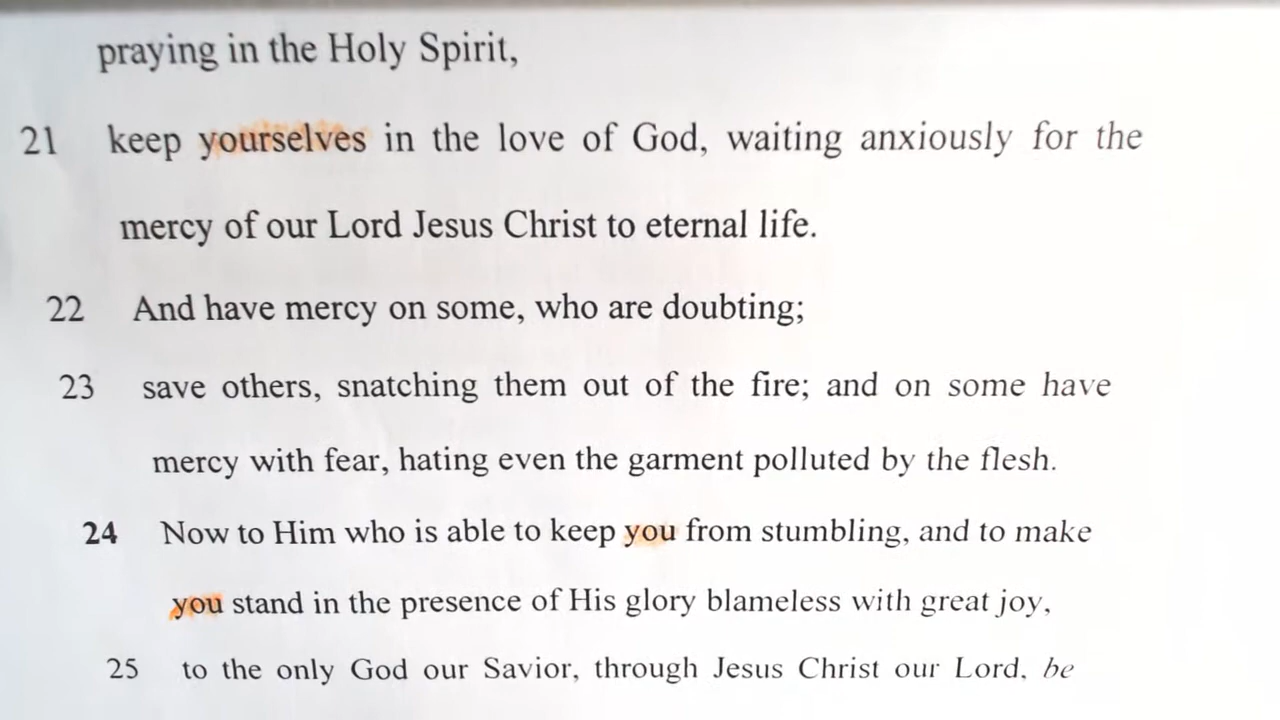 praying in the Holy Spirit,
21 keep yourselves in the love of God, waiting anxiously for the
mercy of our Lord Jesus Christ to eternal life.
22 And have mercy on some, who are doubting;
23 save others, snatching them out of the fire; and on some have
mercy with fear, hating even the garment polluted by the flesh.
24 Now to Him who is able to keep you from stumbling, and to make
you stand in the presence of His glory blameless with great joy,
25 to the only God our Savior, through Jesus Christ our Lord, be